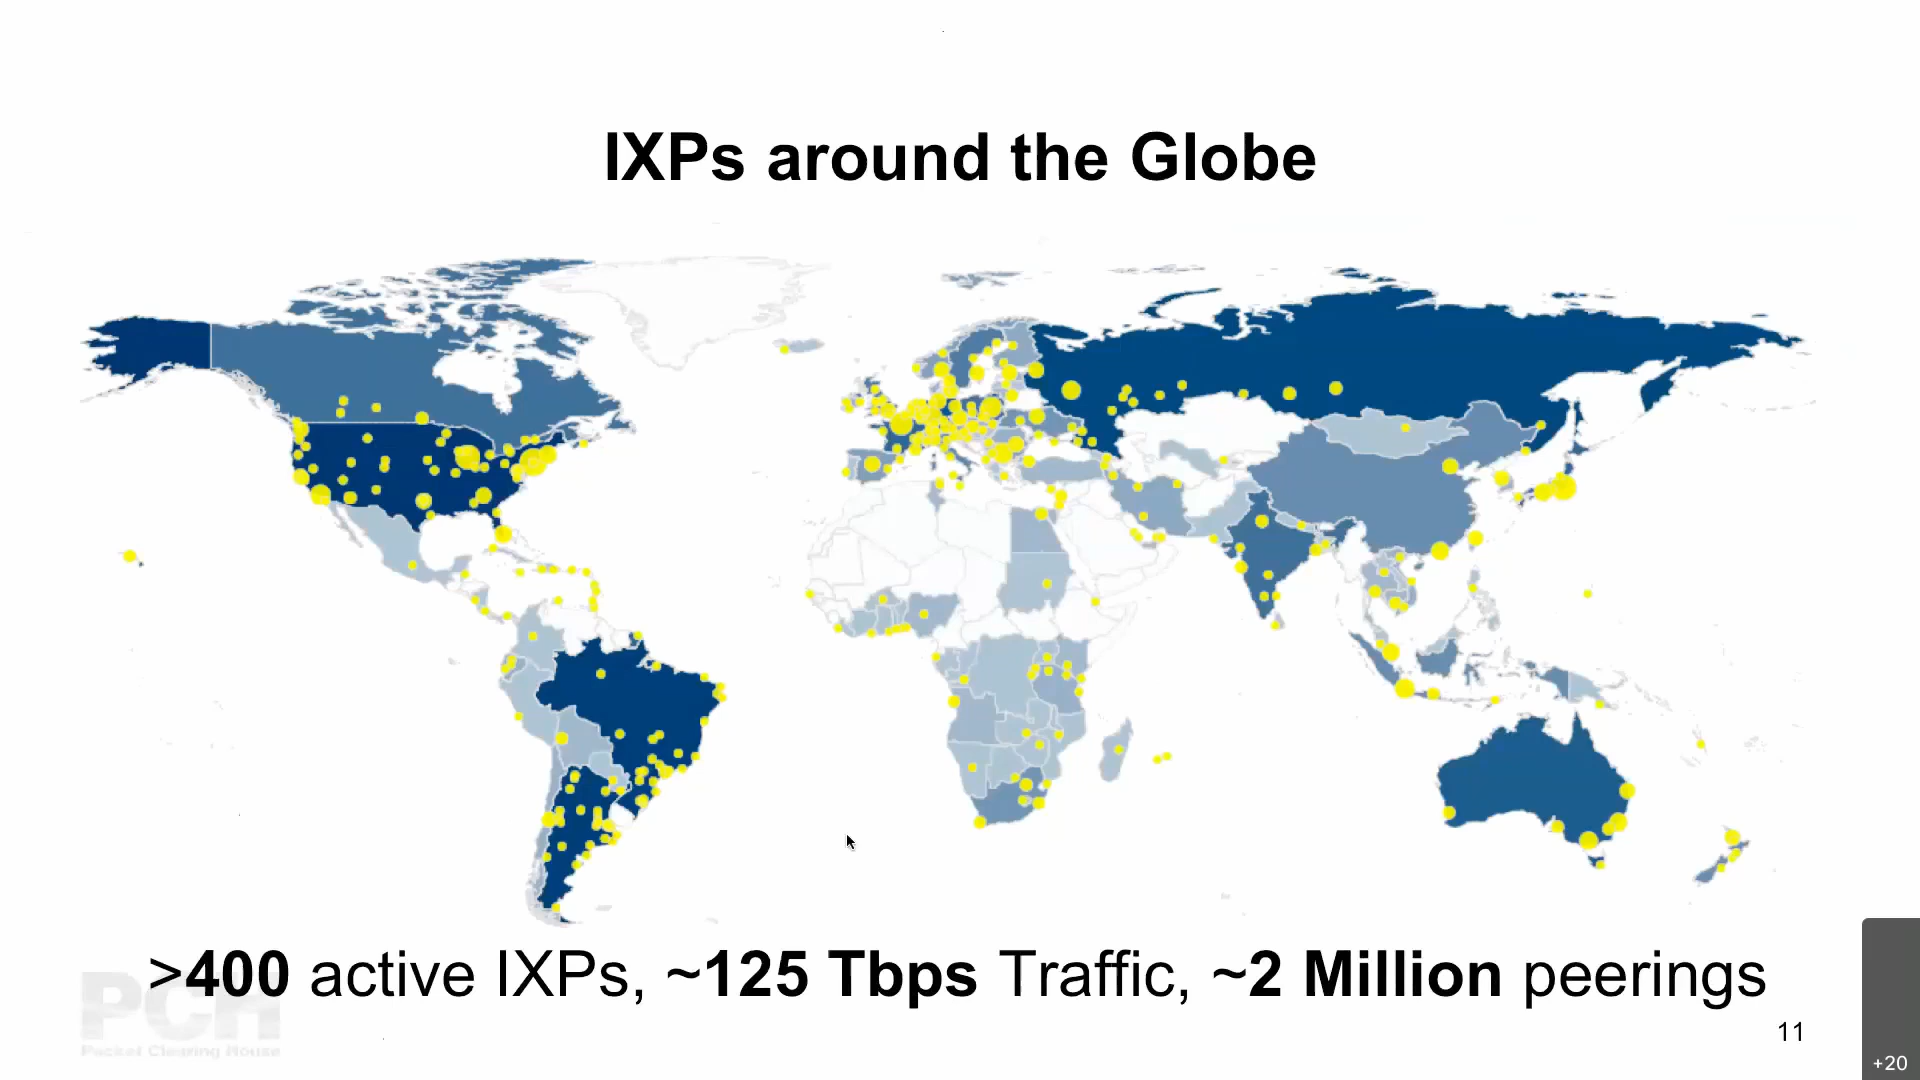 IXPs around the Globe
>400 active IXPs, ~125 Tbps Traffic, ~2 Million peerings
PCH
Packet Clearing House
11
+20